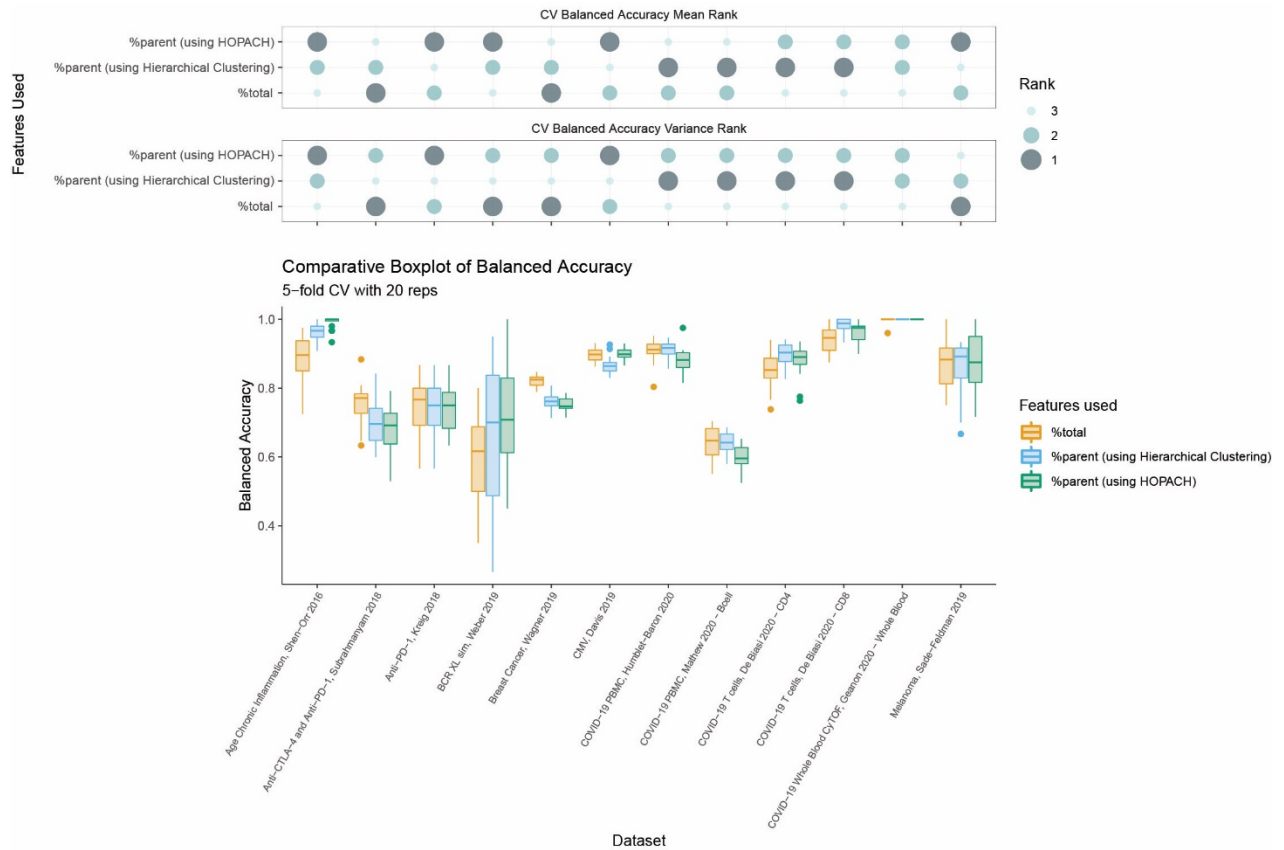 CV Balanced Accuracy Mean Rank
%parent (using HOPACH)
%parent (using Hierarchical Clustering)
%total
CV Balanced Accuracy Variance Rank
%parent (using HOPACH)
%parent (using Hierarchical Clustering)
%total
Features Used
Rank
3
2
1
Comparative Boxplot of Balanced Accuracy
5−fold CV with 20 reps
1.0
0.8
0.6
0.4
Balanced Accuracy
Features used
%total
%parent (using Hierarchical Clustering)
%parent (using HOPACH)
Age Chronic Inflammation, Shen−Orr 2016
Anti−CTLA−4 and Anti−PD−1, Subrahmanyam 2018
Anti−PD−1, Kreig 2018
BCR XL sim, Weber 2019
Breast Cancer, Wagner 2019
CMV, Davis 2019
COVID−19 PBMC, Humblet−Baron 2020
COVID−19 PBMC, Mathew 2020 − Bcell
COVID−19 T cells, De Biasi 2020 − CD4
COVID−19 T cells, De Biasi 2020 − CD8
COVID−19 Whole Blood CyTOF, Geanon 2020 − Whole Blood
Melanoma, Sade−Feldman 2019
Dataset